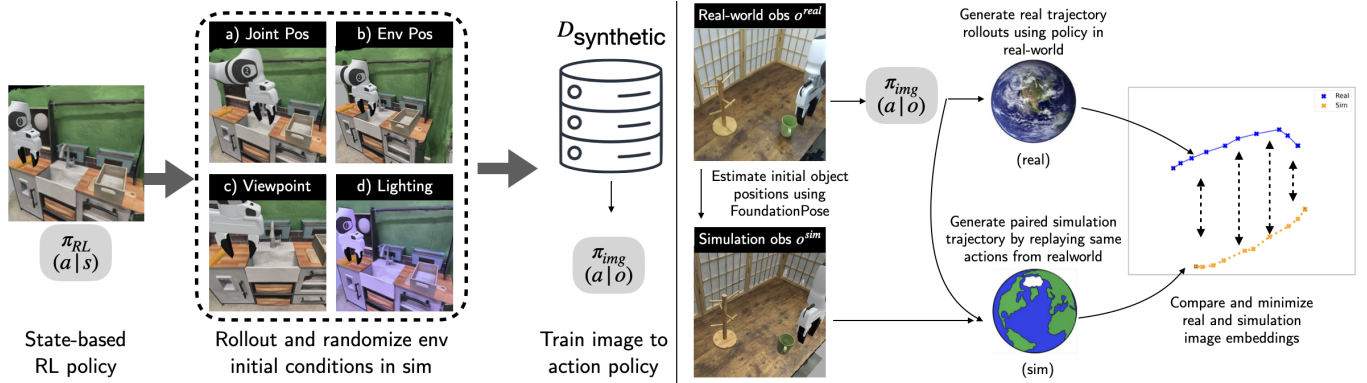 a) Joint Pos
b) Env Pos
c) Viewpoint
d) Lighting
π_RL
(a|s)
State-based
RL policy
Rollout and randomize env
initial conditions in sim
D_synthetic
π_img
(a|o)
Train image to
action policy
Real-world obs o^real
Estimate initial object
positions using
FoundationPose
Simulation obs o^sim
π_img
(a|o)
Generate real trajectory
rollouts using policy in
real-world
(real)
Generate paired simulation
trajectory by replaying same
actions from realworld
(sim)
Real
Sim
Compare and minimize
real and simulation
image embeddings